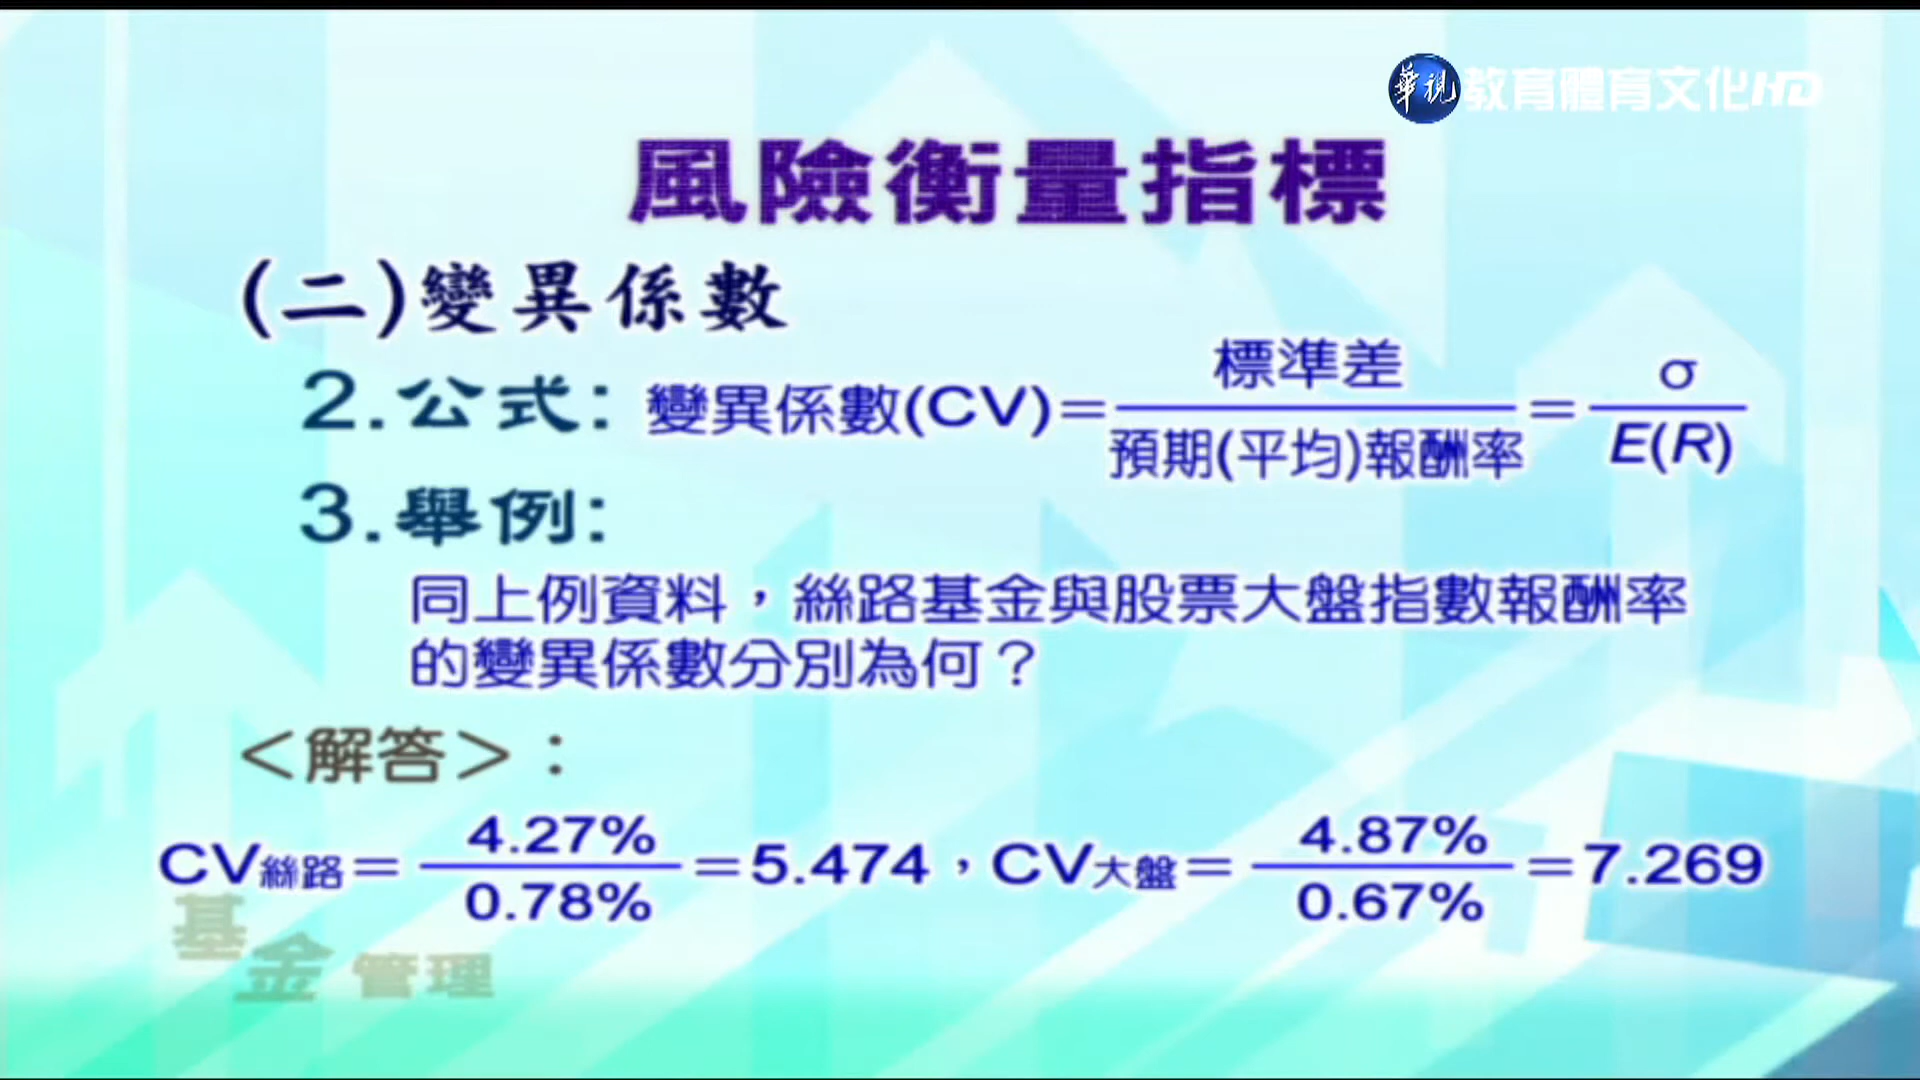 華視 教育體育文化HD
風險衡量指標
(二)變異係數
2.公式: 變異係數(CV)=標準差/預期(平均)報酬率=σ/E(R)
3.舉例:
同上例資料，絲路基金與股票大盤指數報酬率
的變異係數分別為何？
<解答>：
CV絲路=4.27%/0.78%=5.474，CV大盤=4.87%/0.67%=7.269
基金管理